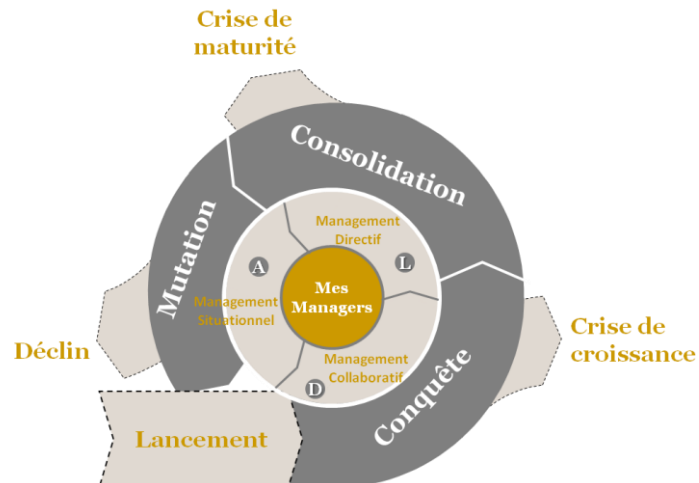 Crise de
maturité
Consolidation
Mutation
Management
Directif
A
L
Mes
Managers
Management
Situationnel
Déclin
Crise de
croissance
Management
Collaboratif
D
Conquête
Lancement